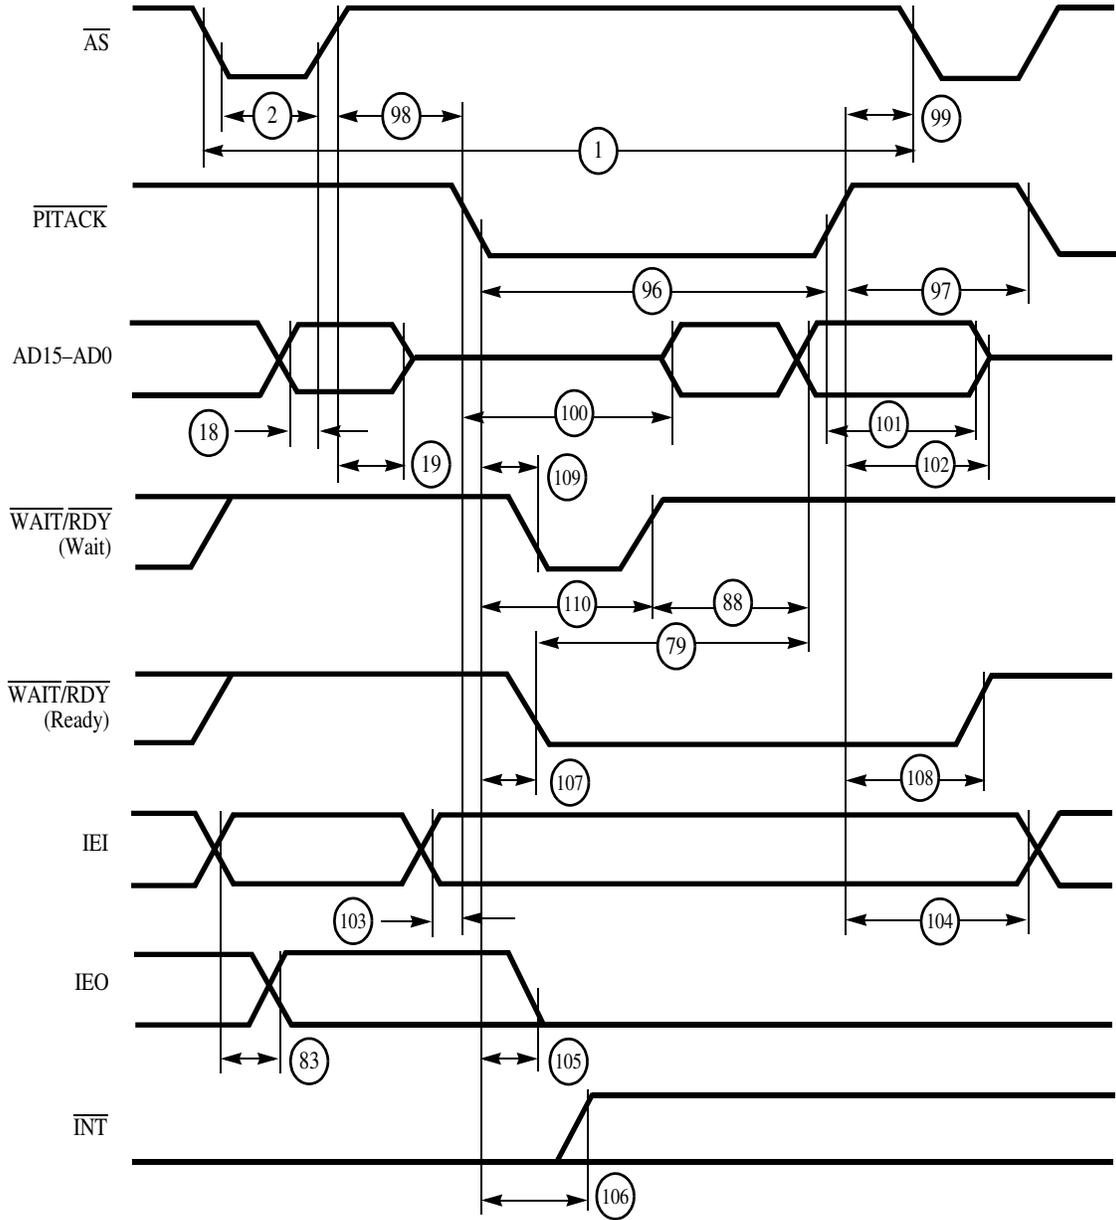 AS
2
98
99
1
PITACK
96
97
AD15–AD0
100
101
18
19
102
109
WAIT/RDY
(Wait)
110
88
79
WAIT/RDY
(Ready)
107
108
IEI
103
104
IEO
83
105
INT
106